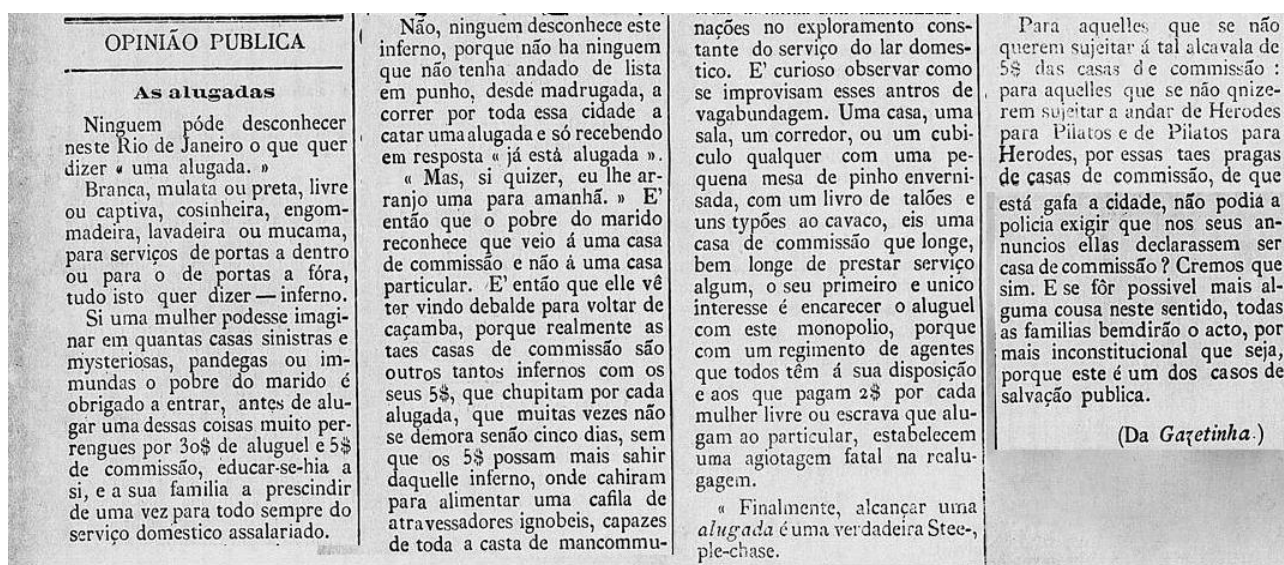 OPINIÃO PUBLICA
As alugadas
Ninguem póde desconhecer
neste Rio de Janeiro o que quer
dizer « uma alugada. »
Branca, mulata ou preta, livre
ou captiva, cosinheira, engom-
madeira, lavadeira ou mucama,
para serviços de portas a dentro
ou para o de portas a fóra,
tudo isto quer dizer — inferno.
Si uma mulher podesse imagi-
nar em quantas casas sinistras e
mysteriosas, pandegas ou im-
mundas o pobre do marido é
obrigado a entrar, antes de alu-
gar uma dessas coisas muito per-
rengues por 30$ de aluguel e 5$
de commissão, educar-se-hia a
si, e a sua familia a prescindir
de uma vez para todo sempre do
serviço domestico assalariado.
Não, ninguem desconhece este
inferno, porque não ha ninguem
que não tenha andado de lista
em punho, desde madrugada, a
correr por toda essa cidade a
catar uma alugada e só recebendo
em resposta « já está alugada ».
« Mas, si quizer, eu lhe ar-
ranjo uma para amanhã. » E'
então que o pobre do marido
reconhece que veio á uma casa
de commissão e não á uma casa
particular. E' então que elle vê
ter vindo debalde para voltar de
caçamba, porque realmente as
taes casas de commissão são
outros tantos infernos com os
seus 5$, que chupitam por cada
alugada, que muitas vezes não
se demora senão cinco dias, sem
que os 5$ possam mais sahir
daquelle inferno, onde cahiram
para alimentar uma cafila de
atravessadores ignobeis, capazes
de toda a casta de mancommu-
nações no exploramento cons-
tante do serviço do lar domes-
tico. E' curioso observar como
se improvisam esses antros de
vagabundagem. Uma casa, uma
sala, um corredor, ou um cubi-
culo qualquer com uma pe-
quena mesa de pinho enverni-
sada, com um livro de talões e
uns typões ao cavaco, eis uma
casa de commissão que longe,
bem longe de prestar serviço
algum, o seu primeiro e unico
interesse é encarecer o aluguel
com este monopolio, porque
com um regimento de agentes
que todos têm á sua disposição
e aos que pagam 2$ por cada
mulher livre ou escrava que alu-
gam ao particular, estabelecem
uma agiotagem fatal na realu-
gagem.
« Finalmente, alcançar uma
alugada é uma verdadeira Stee-,
ple-chase.
Para aquelles que se não
querem sujeitar á tal alcavala de
5$ das casas de commissão :
para aquelles que se não qnize-
rem sujeitar a andar de Herodes
para Pilatos e de Pilatos para
Herodes, por essas taes pragas
de casas de commissão, de que
está gafa a cidade, não podia a
policia exigir que nos seus an-
nuncios ellas declarassem ser
casa de commissão ? Cremos que
sim. E se fôr possivel mais al-
guma cousa neste sentido, todas
as familias bemdirão o acto, por
mais inconstitucional que seja,
porque este é um dos casos de
salvação publica.
(Da Gazetinha.)